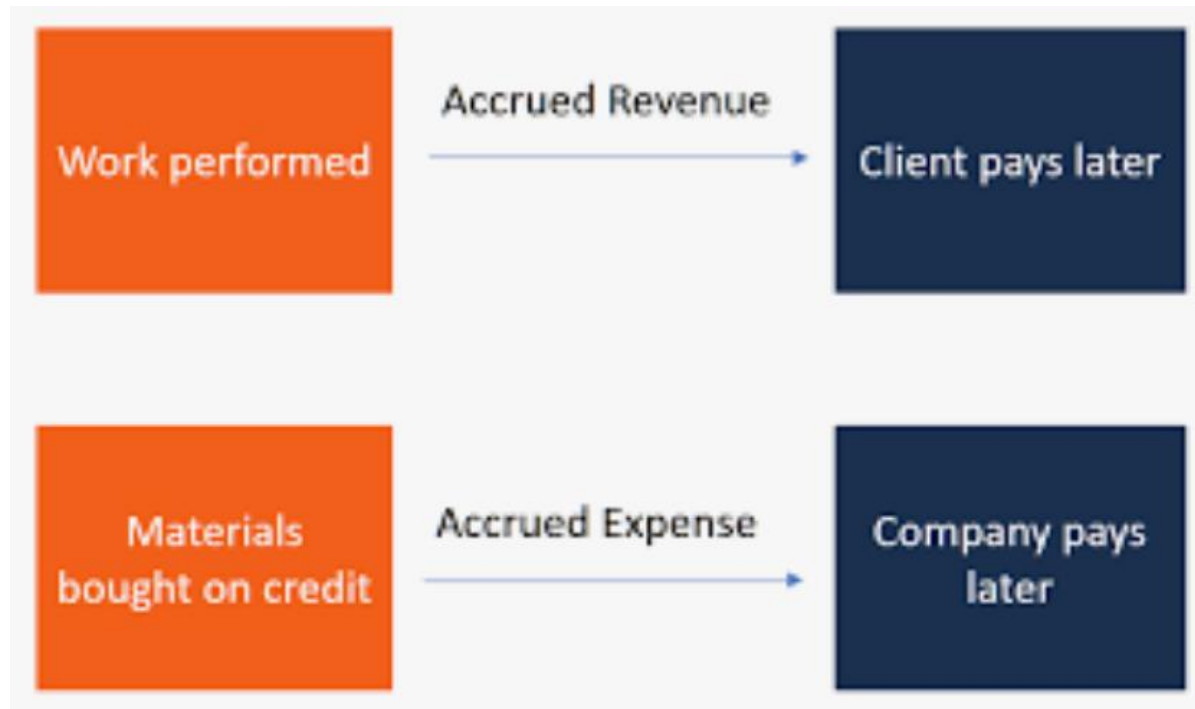 Work performed
Accrued Revenue
Client pays later
Materials
bought on credit
Accrued Expense
Company pays
later